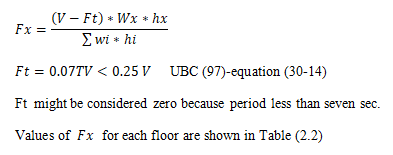 Fx = (V − Ft) ∗ Wx ∗ hx / ∑ wi ∗ hi
Ft = 0.07TV < 0.25 V UBC (97)-equation (30-14)
Ft might be considered zero because period less than seven sec.
Values of Fx for each floor are shown in Table (2.2)